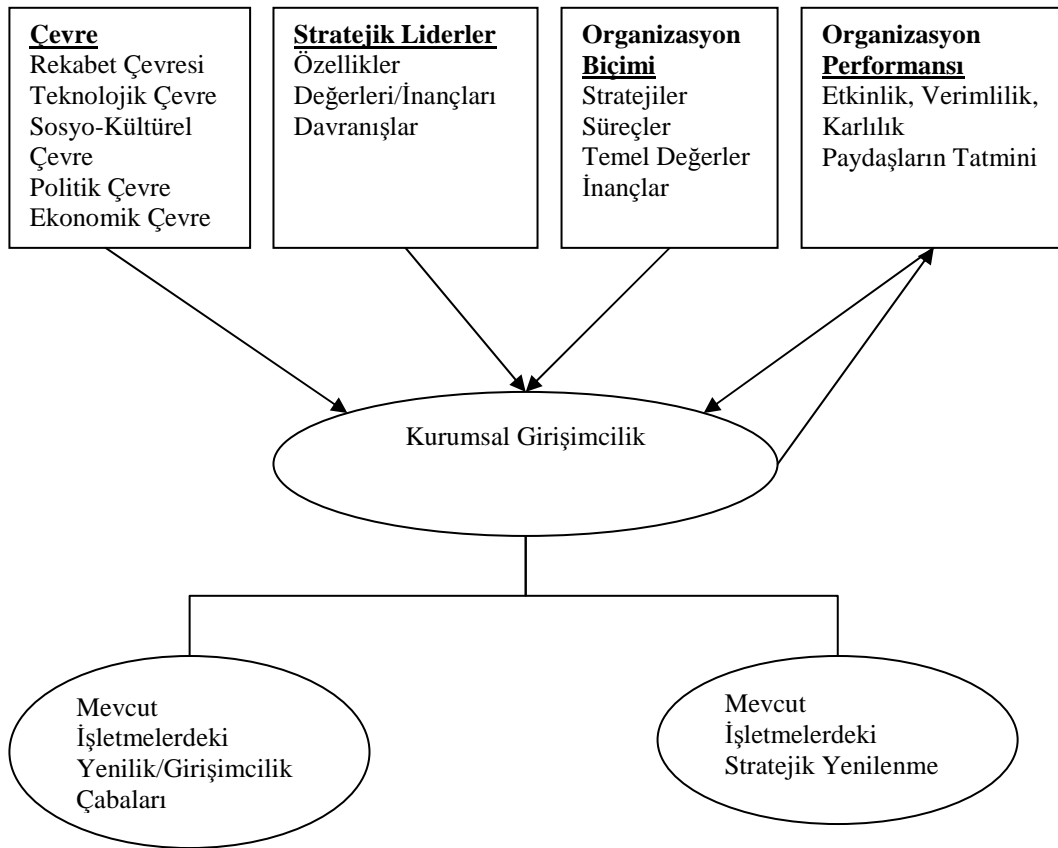 Çevre
Rekabet Çevresi
Teknolojik Çevre
Sosyo-Kültürel
Çevre
Politik Çevre
Ekonomik Çevre
Stratejik Liderler
Özellikler
Değerleri/İnançları
Davranışlar
Organizasyon
Biçimi
Stratejiler
Süreçler
Temel Değerler
İnançlar
Organizasyon
Performansı
Etkinlik, Verimlilik,
Karlılık
Paydaşların Tatmini
Kurumsal Girişimcilik
Mevcut
İşletmelerdeki
Yenilik/Girişimcilik
Çabaları
Mevcut
İşletmelerdeki
Stratejik Yenilenme